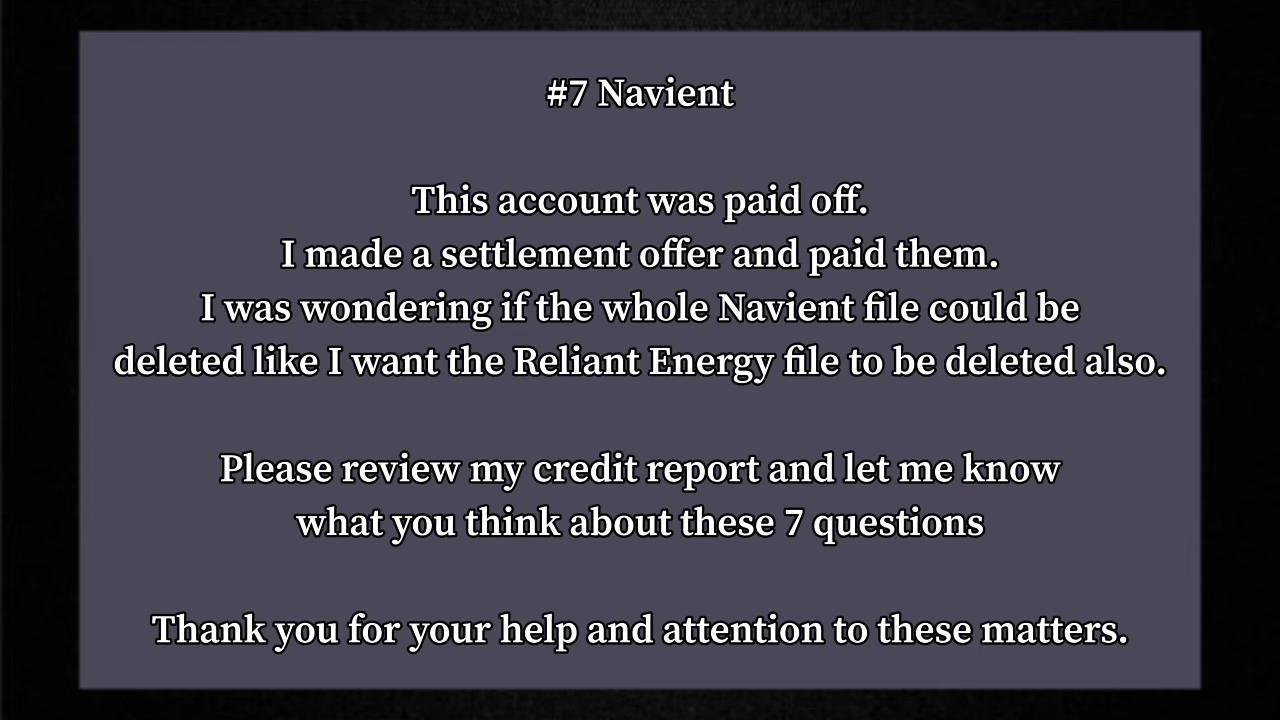 #7 Navient
This account was paid off.
I made a settlement offer and paid them.
I was wondering if the whole Navient file could be
deleted like I want the Reliant Energy file to be deleted also.
Please review my credit report and let me know
what you think about these 7 questions
Thank you for your help and attention to these matters.